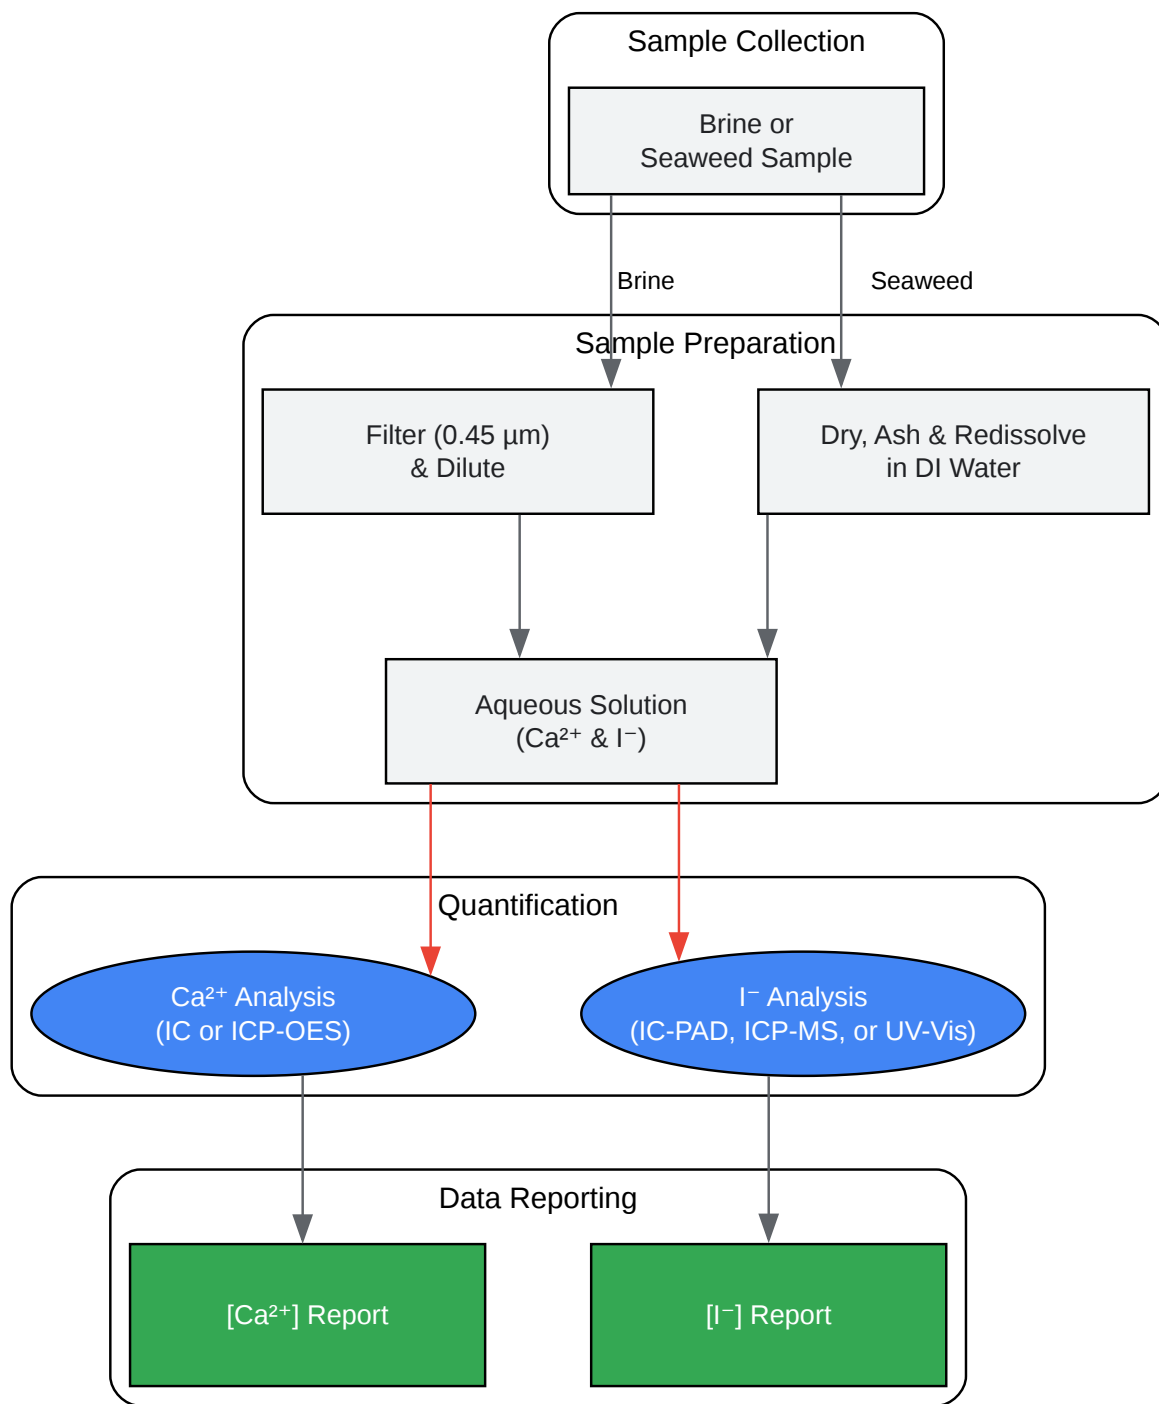 Sample Collection
Brine or
Seaweed Sample
Brine
Seaweed
Sample Preparation
Filter (0.45 µm)
& Dilute
Dry, Ash & Redissolve
in DI Water
Aqueous Solution
(Ca²⁺ & I⁻)
Quantification
Ca²⁺ Analysis
(IC or ICP-OES)
I⁻ Analysis
(IC-PAD, ICP-MS, or UV-Vis)
Data Reporting
[Ca²⁺] Report
[I⁻] Report